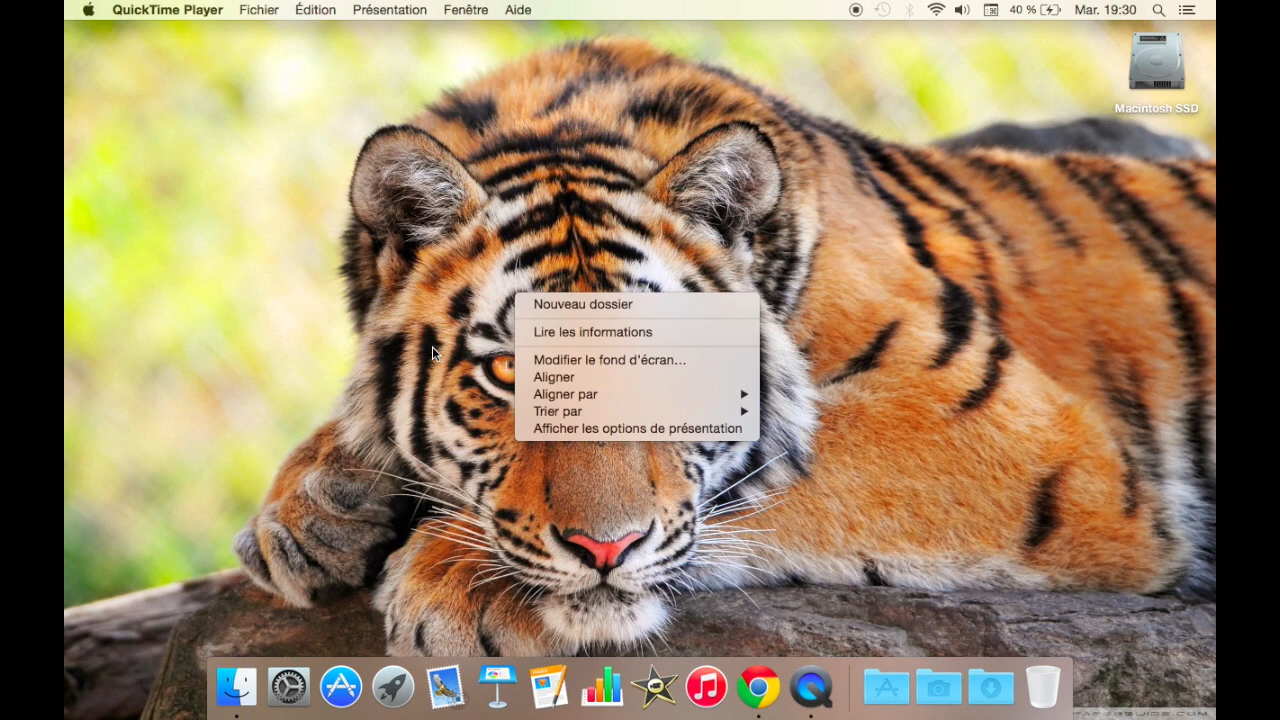 QuickTime Player Fichier Édition Présentation Fenêtre Aide 40 % Mar. 19:30
Macintosh SSD
Nouveau dossier
Lire les informations
Modifier le fond d'écran...
Aligner
Aligner par
Trier par
Afficher les options de présentation